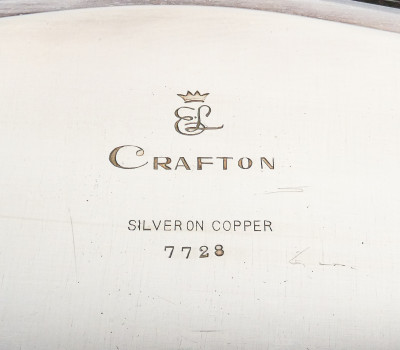 EL
CRAFTON
SILVER ON COPPER
7728